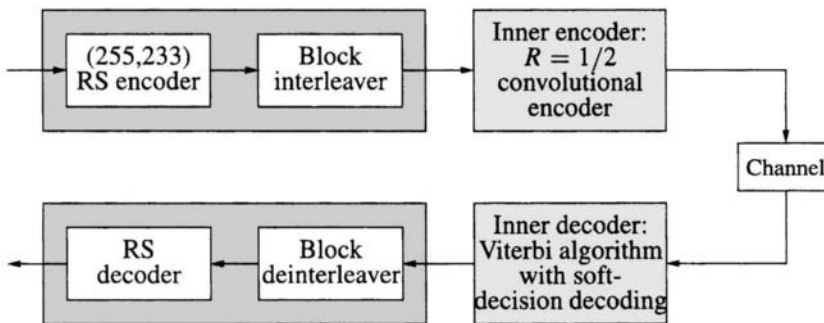 (255,233)
RS encoder
Block
interleaver
Inner encoder:
R = 1/2
convolutional
encoder
Channel
Inner decoder:
Viterbi algorithm
with soft-
decision decoding
Block
deinterleaver
RS
decoder